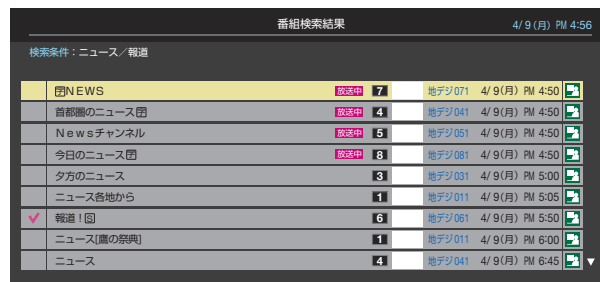 番組検索結果 4/ 9(月) PM 4:56
検索条件：ニュース／報道
🈑NEWS 放送中 7 地デジ071 4/ 9(月) PM 4:50
首都圏のニュース🈑 放送中 4 地デジ041 4/ 9(月) PM 4:50
Newsチャンネル 放送中 5 地デジ051 4/ 9(月) PM 4:50
今日のニュース🈑 放送中 8 地デジ081 4/ 9(月) PM 4:50
夕方のニュース 3 地デジ031 4/ 9(月) PM 5:00
ニュース各地から 1 地デジ011 4/ 9(月) PM 5:05
報道！🅂 6 地デジ061 4/ 9(月) PM 5:50
ニュース[鷹の祭典] 1 地デジ011 4/ 9(月) PM 6:00
ニュース 4 地デジ041 4/ 9(月) PM 6:45